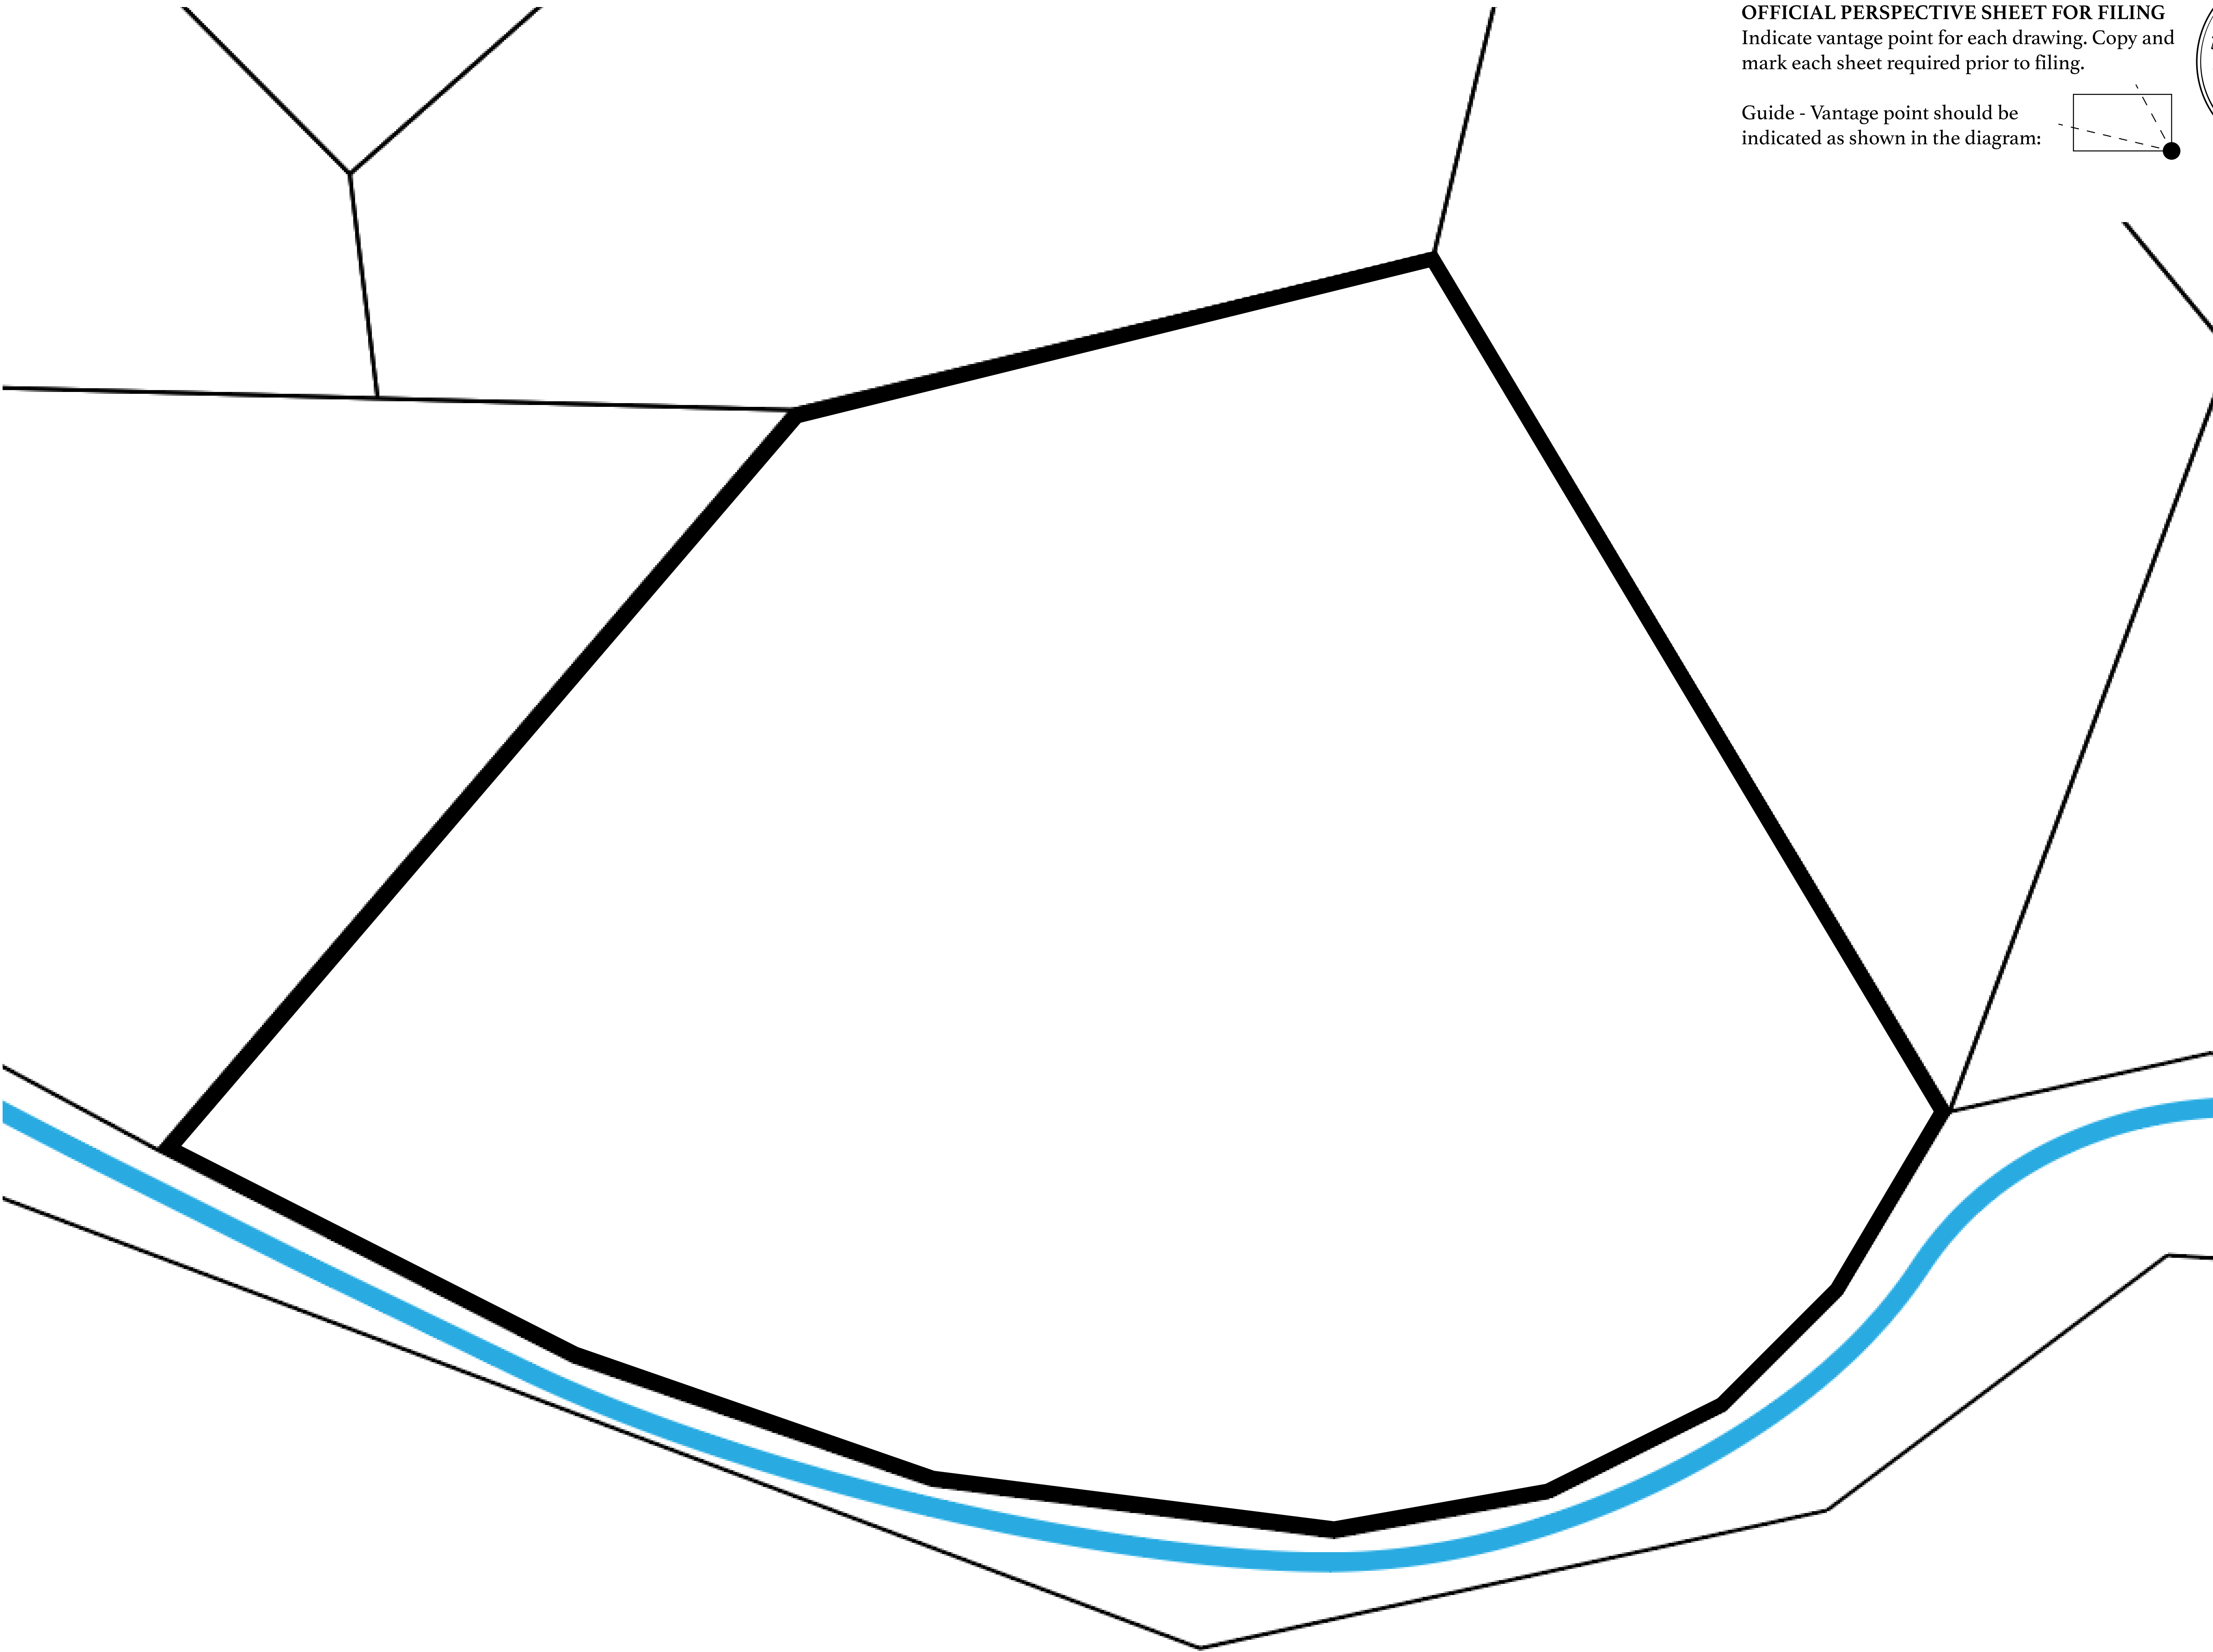 OFFICIAL PERSPECTIVE SHEET FOR FILING
Indicate vantage point for each drawing. Copy and
mark each sheet required prior to filing.
Guide - Vantage point should be
indicated as shown in the diagram: